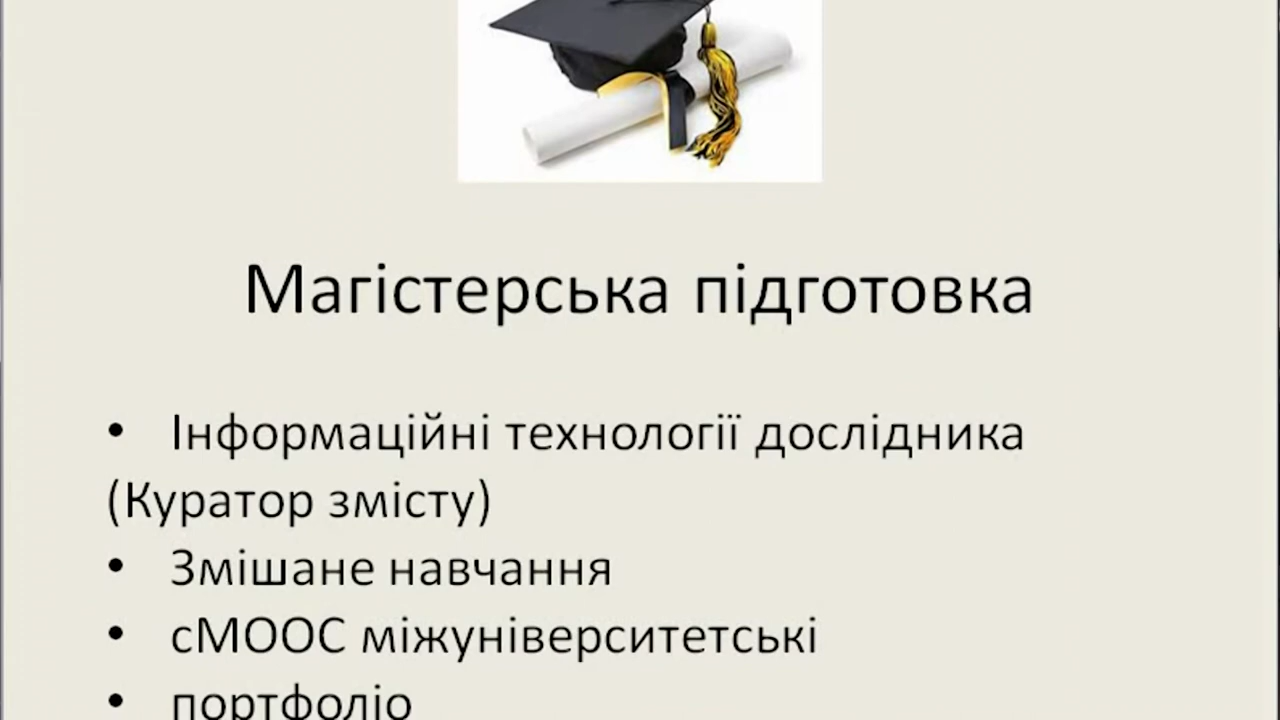 Магістерська підготовка
• Інформаційні технології дослідника
(Куратор змісту)
• Змішане навчання
• сМООС міжуніверситетські
• портфоліо